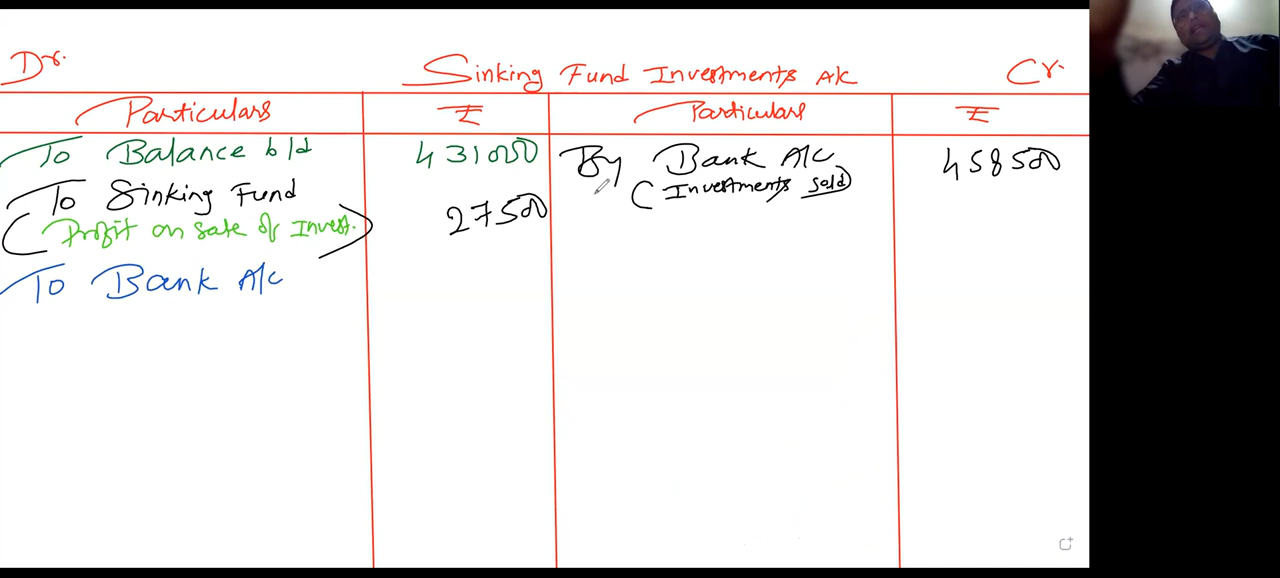 Dr. Sinking Fund Investments A/c Cr.
Particulars ₹ Particulars ₹
To Balance b/d 431000 By Bank A/c 458500
To Sinking Fund (Investments sold)
(Profit on sale of Invest.) 27500
To Bank A/c